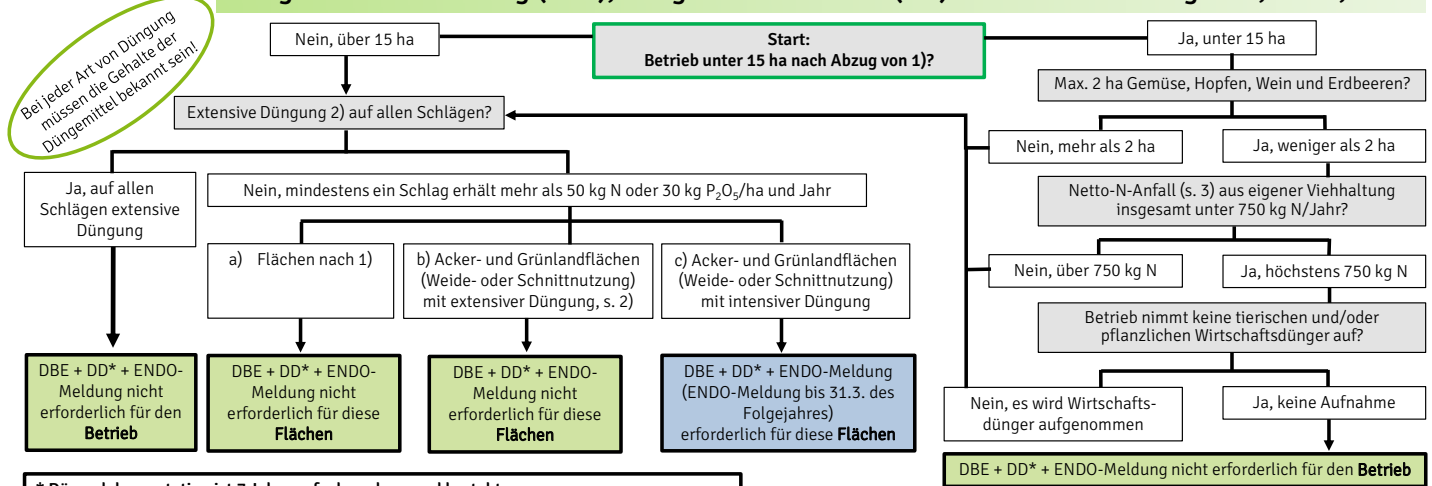 Bei jeder Art von Düngung
müssen die Gehalte der
Düngemittel bekannt sein!
Nein, über 15 ha
Start:
Betrieb unter 15 ha nach Abzug von 1)?
Ja, unter 15 ha
Extensive Düngung 2) auf allen Schlägen?
Max. 2 ha Gemüse, Hopfen, Wein und Erdbeeren?
Nein, mehr als 2 ha
Ja, weniger als 2 ha
Ja, auf allen
Schlägen extensive
Düngung
Nein, mindestens ein Schlag erhält mehr als 50 kg N oder 30 kg P₂O₅/ha und Jahr
Netto-N-Anfall (s. 3) aus eigener Viehhaltung
insgesamt unter 750 kg N/Jahr?
a) Flächen nach 1)
b) Acker- und Grünlandflächen
(Weide- oder Schnittnutzung)
mit extensiver Düngung, s. 2)
c) Acker- und Grünlandflächen
(Weide- oder Schnittnutzung)
mit intensiver Düngung
Nein, über 750 kg N
Ja, höchstens 750 kg N
Betrieb nimmt keine tierischen und/oder
pflanzlichen Wirtschaftsdünger auf?
DBE + DD* + ENDO-
Meldung nicht
erforderlich für den
Betrieb
DBE + DD* + ENDO-
Meldung nicht
erforderlich für diese
Flächen
DBE + DD* + ENDO-
Meldung nicht
erforderlich für diese
Flächen
DBE + DD* + ENDO-Meldung
(ENDO-Meldung bis 31.3. des
Folgejahres)
erforderlich für diese Flächen
Nein, es wird Wirtschafts-
dünger aufgenommen
Ja, keine Aufnahme
DBE + DD* + ENDO-Meldung nicht erforderlich für den Betrieb